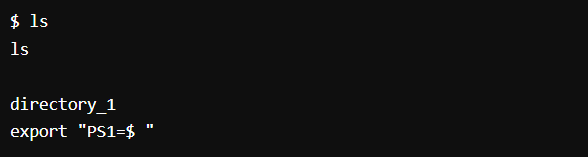 $ ls
ls
directory_1
export "PS1=$ "